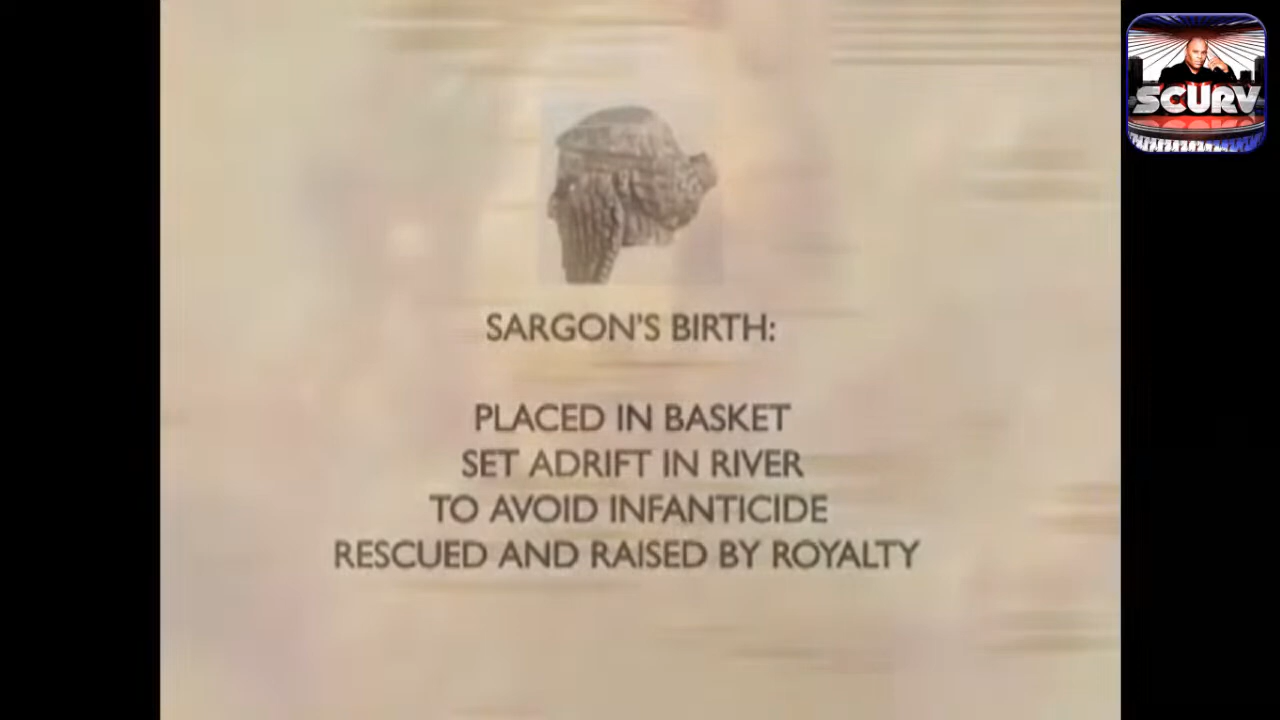 SCURV
SARGON'S BIRTH:
PLACED IN BASKET
SET ADRIFT IN RIVER
TO AVOID INFANTICIDE
RESCUED AND RAISED BY ROYALTY